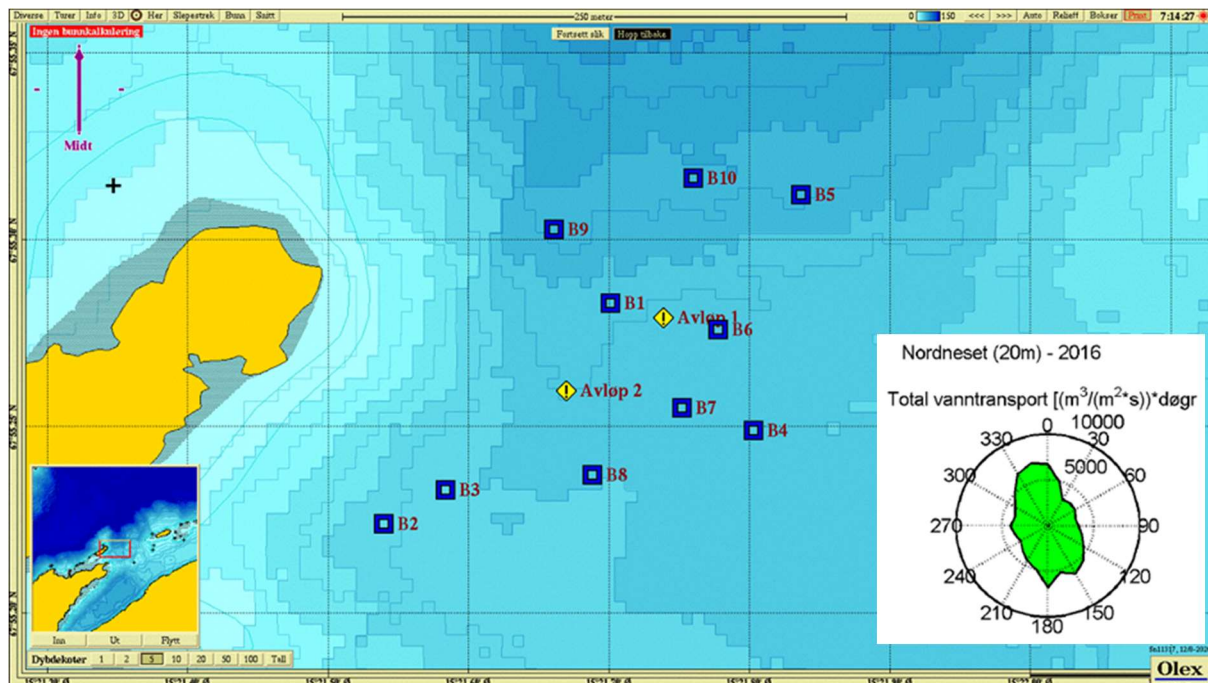 Diverse Turer Info 3D Her Slepestrek Bunn Snitt
250 meter
0 150 <<< >>> Auto Relieff Bokser 7:14:27
Ingen bunnkalkulering
Fortsett slik Hopp tilbake
Midt
B10
B5
B9
B1
Avløp 1
B6
Avløp 2
B7
B4
B8
B3
B2
Nordneset (20m) - 2016
Total vanntransport [(m³/(m²*s))*døgr
10000
5000
0
30
60
90
120
150
180
210
240
270
300
330
Inn Ut Flytt
Dybdekoter 1 2 5 10 20 50 100 Tall
Olex